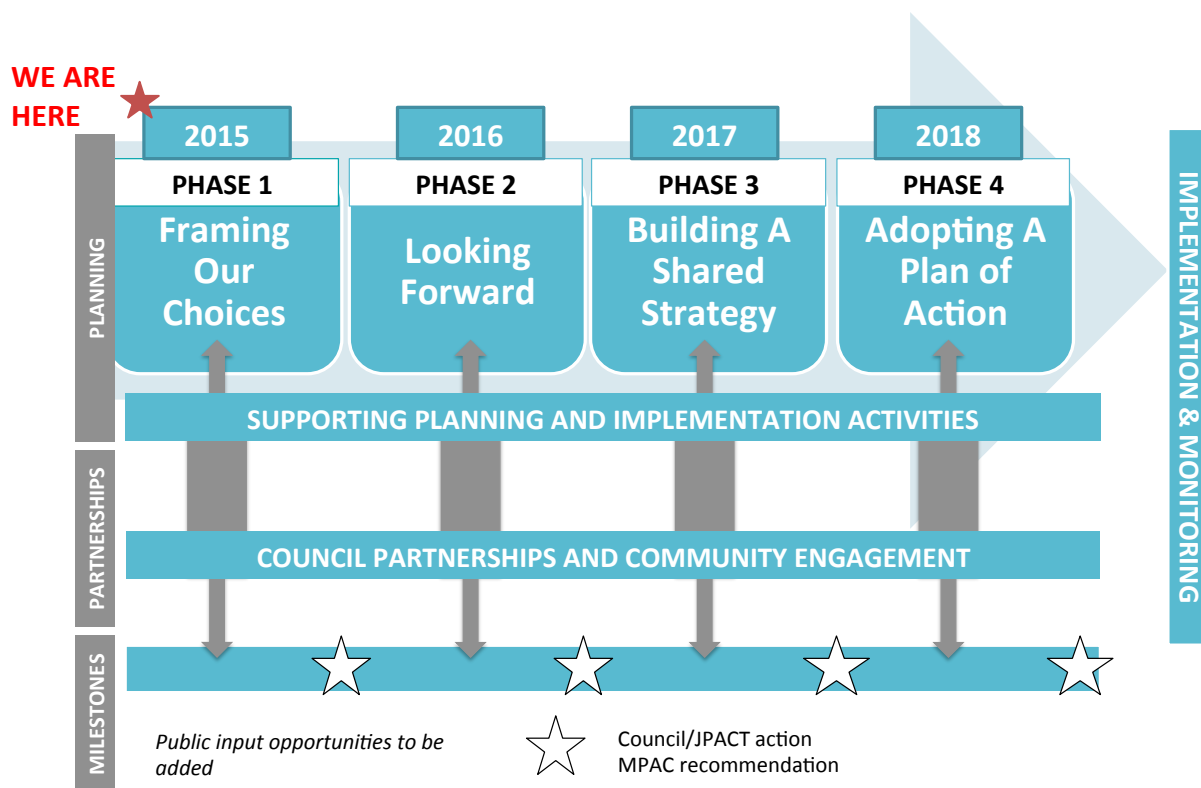 WE ARE
HERE
2015
2016
2017
2018
PHASE 1
PHASE 2
PHASE 3
PHASE 4
Framing
Our
Choices
Looking
Forward
Building A
Shared
Strategy
Adopting A
Plan of
Action
PLANNING
SUPPORTING PLANNING AND IMPLEMENTATION ACTIVITIES
PARTNERSHIPS
COUNCIL PARTNERSHIPS AND COMMUNITY ENGAGEMENT
MILESTONES
Public input opportunities to be
added
Council/JPACT action
MPAC recommendation
IMPLEMENTATION & MONITORING